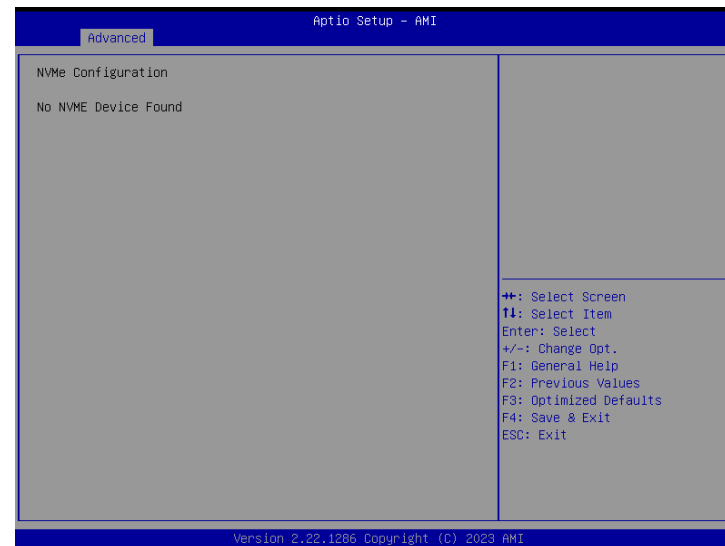 Aptio Setup – AMI
Advanced
NVMe Configuration
No NVME Device Found
→←: Select Screen
↑↓: Select Item
Enter: Select
+/-: Change Opt.
F1: General Help
F2: Previous Values
F3: Optimized Defaults
F4: Save & Exit
ESC: Exit
Version 2.22.1286 Copyright (C) 2023 AMI